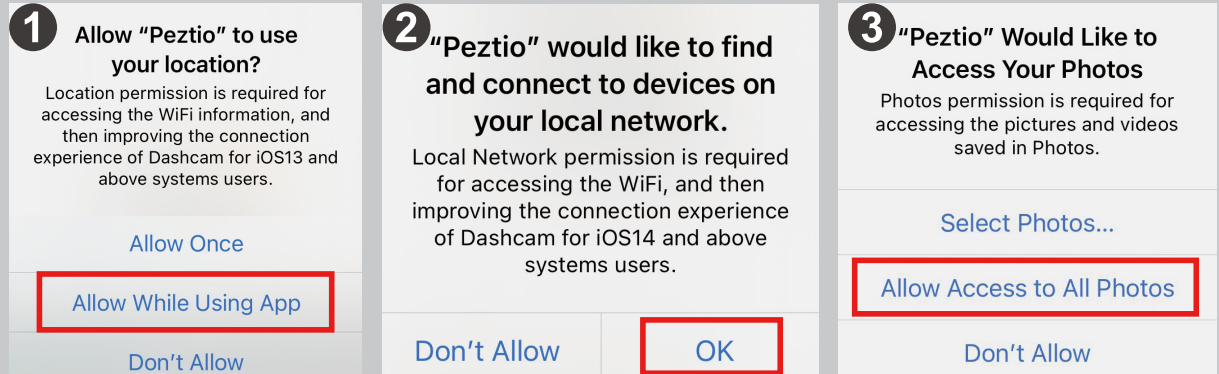 1
Allow “Peztio” to use
your location?
Location permission is required for
accessing the WiFi information, and
then improving the connection
experience of Dashcam for iOS13 and
above systems users.
Allow Once
Allow While Using App
Don’t Allow
2
“Peztio” would like to find
and connect to devices on
your local network.
Local Network permission is required
for accessing the WiFi, and then
improving the connection experience
of Dashcam for iOS14 and above
systems users.
Don’t Allow
OK
3
“Peztio” Would Like to
Access Your Photos
Photos permission is required for
accessing the pictures and videos
saved in Photos.
Select Photos...
Allow Access to All Photos
Don’t Allow